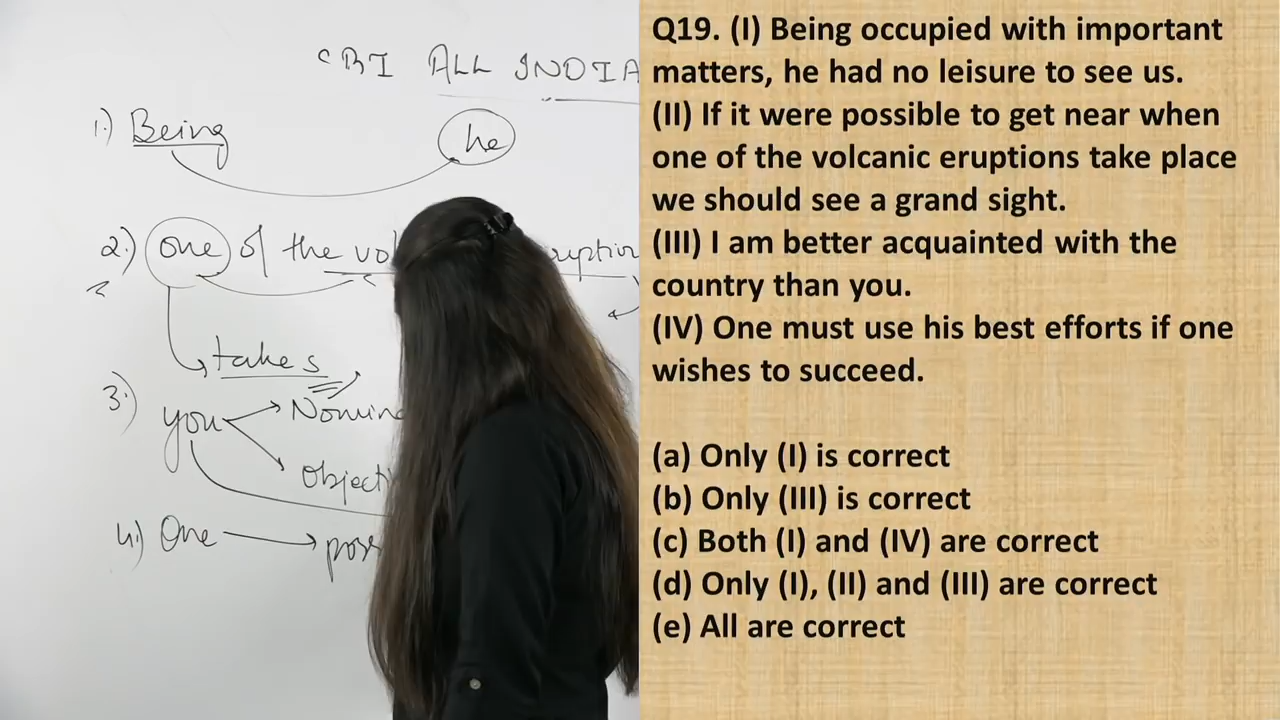 CBI ALL INDIA
1.) Being he
2.) one of the vo ruption
takes
3.) you Nomina
Objecti
4.) One poss
Q19. (I) Being occupied with important
matters, he had no leisure to see us.
(II) If it were possible to get near when
one of the volcanic eruptions take place
we should see a grand sight.
(III) I am better acquainted with the
country than you.
(IV) One must use his best efforts if one
wishes to succeed.
(a) Only (I) is correct
(b) Only (III) is correct
(c) Both (I) and (IV) are correct
(d) Only (I), (II) and (III) are correct
(e) All are correct